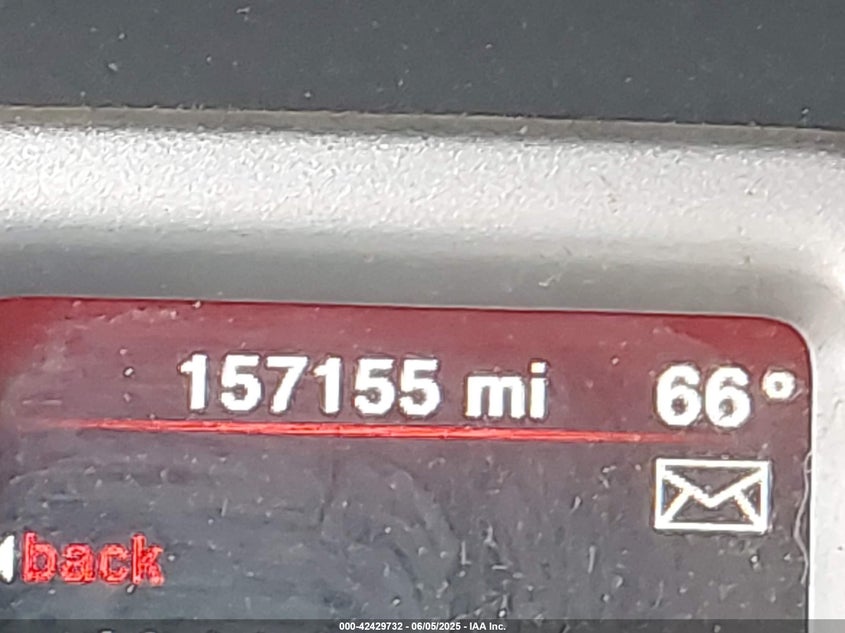 157155 mi 66°
back
000-42429732 - 06/05/2025 - IAA Inc.